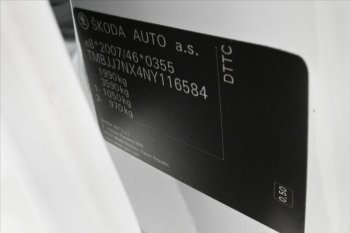 ŠKODA AUTO a.s.
e8*2007/46*0355
TMBJJ7NX4NY116584
1990kg
3590kg
1- 1050kg
2- 970kg
DTTC
0,50